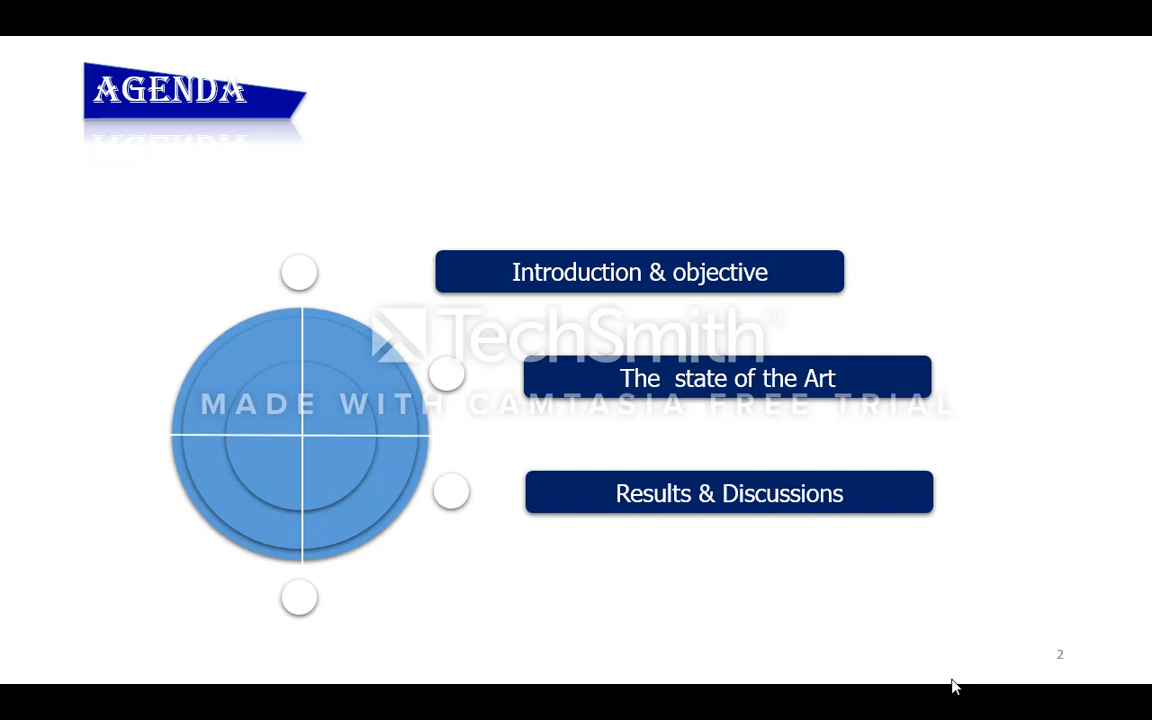 AGENDA
Introduction & objective
TechSmith®
The state of the Art
MADE WITH CAMTASIA FREE TRIAL
Results & Discussions
2